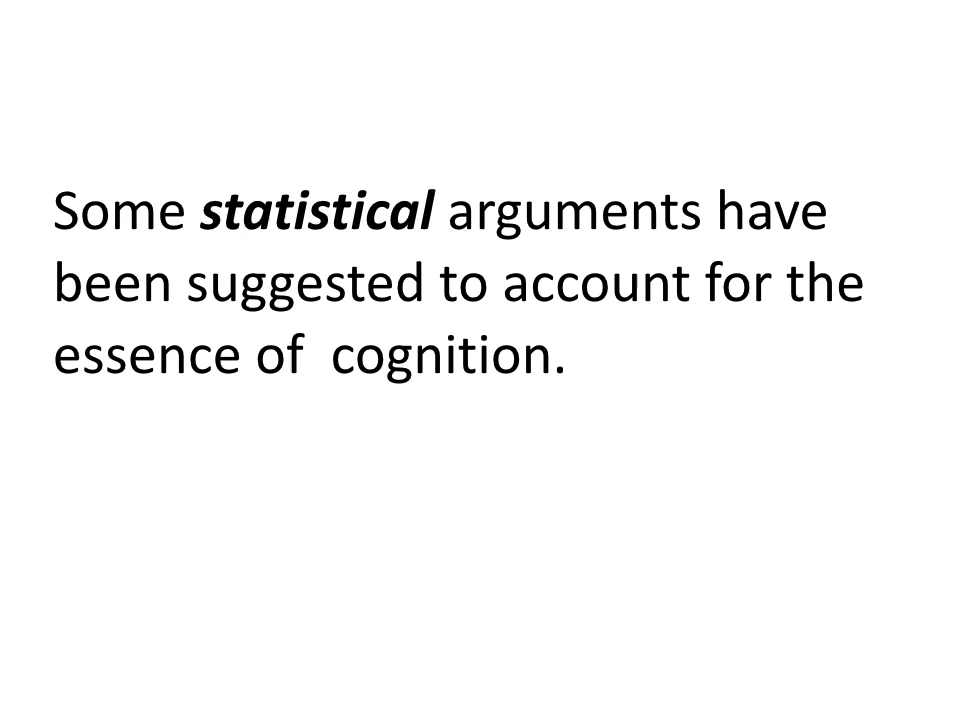 Some statistical arguments have
been suggested to account for the
essence of  cognition.